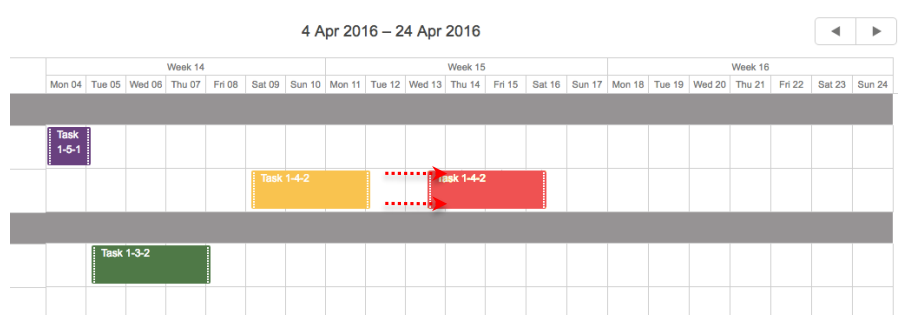 4 Apr 2016 – 24 Apr 2016
Week 14 Week 15 Week 16
Mon 04 Tue 05 Wed 06 Thu 07 Fri 08 Sat 09 Sun 10 Mon 11 Tue 12 Wed 13 Thu 14 Fri 15 Sat 16 Sun 17 Mon 18 Tue 19 Wed 20 Thu 21 Fri 22 Sat 23 Sun 24
Task
1-5-1
Task 1-4-2 Task 1-4-2
Task 1-3-2